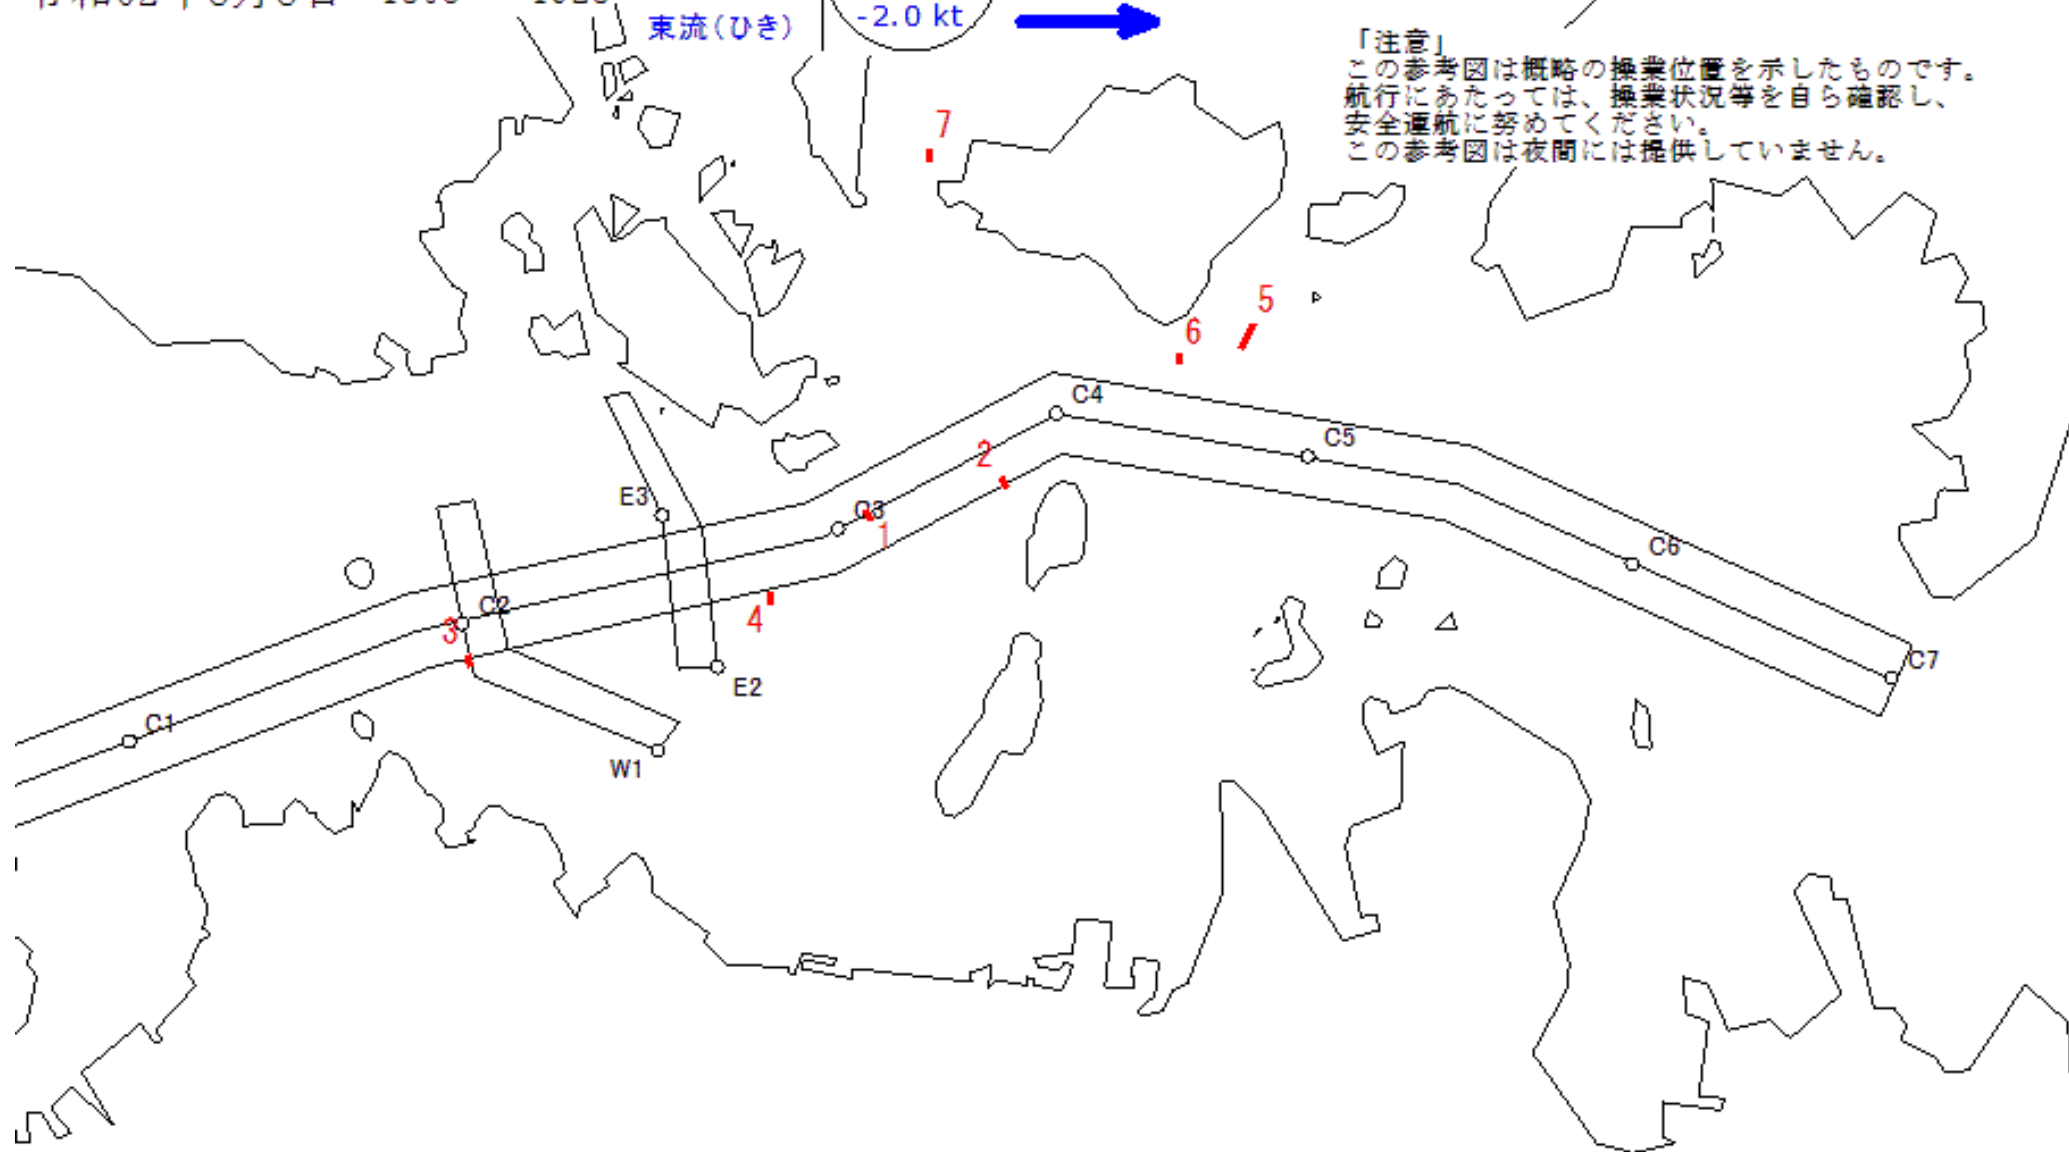 東流(ひき)
-2.0 kt
「注意」
この参考図は概略の操業位置を示したものです。
航行にあたっては、操業状況等を自ら確認し、
安全運航に努めてください。
この参考図は夜間には提供していません。
7
5
6
C4
C5
2
E3
C3
1
C6
C2
3
4
C7
E2
C1
W1